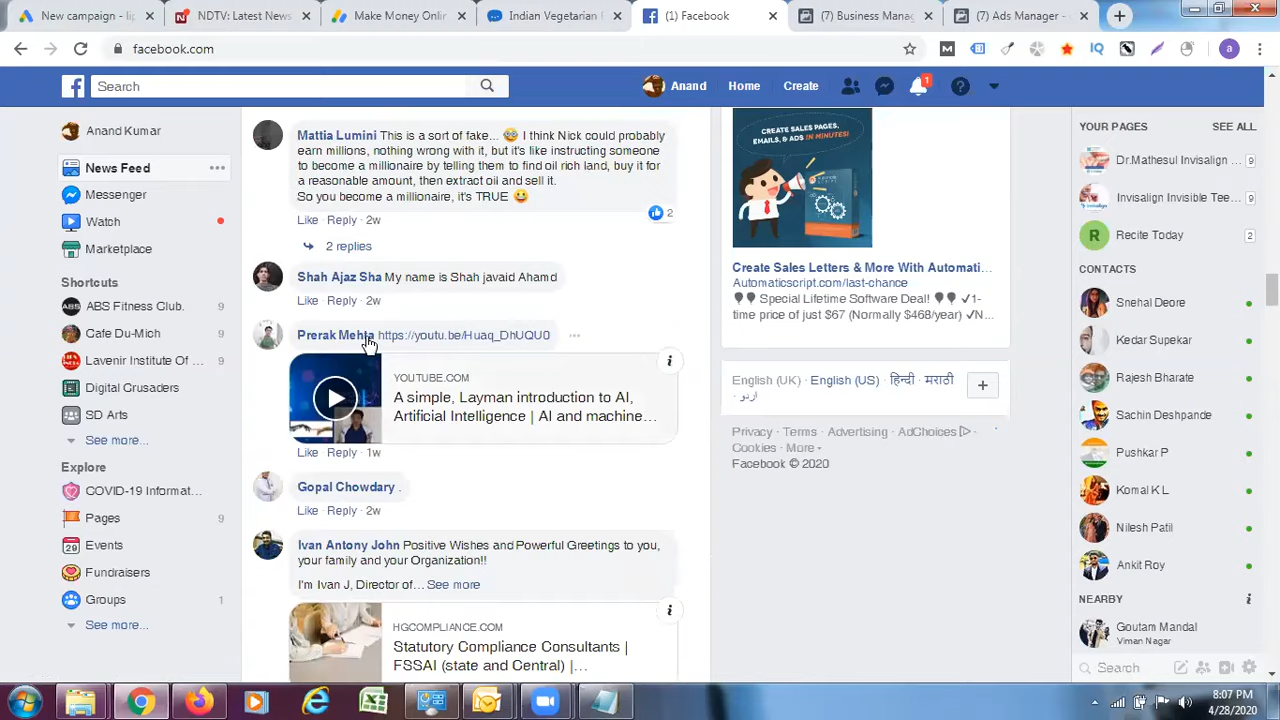 New campaign - lip
NDTV: Latest News
Make Money Onlin
Indian Vegetarian
(1) Facebook
(7) Business Mana
(7) Ads Manager -
facebook.com
M
IQ
a
Search
Anand
Home
Create
1
Anand Kumar
News Feed
Messenger
Watch
Marketplace
Shortcuts
ABS Fitness Club. 9
Cafe Du-Mich 9
Lavenir Institute Of ... 9
Digital Crusaders
SD Arts
See more...
Explore
COVID-19 Informat...
Pages 9
Events
Fundraisers
Groups 1
See more...
Mattia Lumini This is a sort of fake... I think Rick could probably
earn millions, nothing wrong with it, but it's like instructing someone
to become a millionaire by telling them to find oil rich land, buy it for
a reasonable amount, then extract oil and sell it.
So you become a millionaire, it's TRUE
Like · Reply · 2w
2
2 replies
Shah Ajaz Sha My name is Shah javaid Ahamd
Like · Reply · 2w
Prerak Mehta https://youtu.be/Huaq_DhUQU0
YOUTUBE.COM
A simple, Layman introduction to AI,
Artificial Intelligence | AI and machine...
Like · Reply · 1w
Gopal Chowdary .
Like · Reply · 2w
Ivan Antony John Positive Wishes and Powerful Greetings to you,
your family and your Organization!!
I'm Ivan J, Director of... See more
HGCOMPLIANCE.COM
Statutory Compliance Consultants |
FSSAI (state and Central) |...
CREATE SALES PAGES,
EMAILS, & ADS IN MINUTES!
Create Sales Letters & More With Automati...
Automaticscript.com/last-chance
Special Lifetime Software Deal! ✓1-
time price of just $67 (Normally $468/year) ✓N...
English (UK) · English (US) · हिन्दी · मराठी
· اردو
Privacy · Terms · Advertising · AdChoices ·
Cookies · More
Facebook © 2020
YOUR PAGES SEE ALL
Dr.Mathesul Invisalign ... 9
Invisalign Invisible Tee... 9
R Recite Today 2
CONTACTS
Snehal Deore
Kedar Supekar
Rajesh Bharate
Sachin Deshpande
Pushkar P
Komal K L
Nilesh Patil
Ankit Roy
NEARBY
Goutam Mandal
Viman Nagar
Search
8:07 PM
4/28/2020